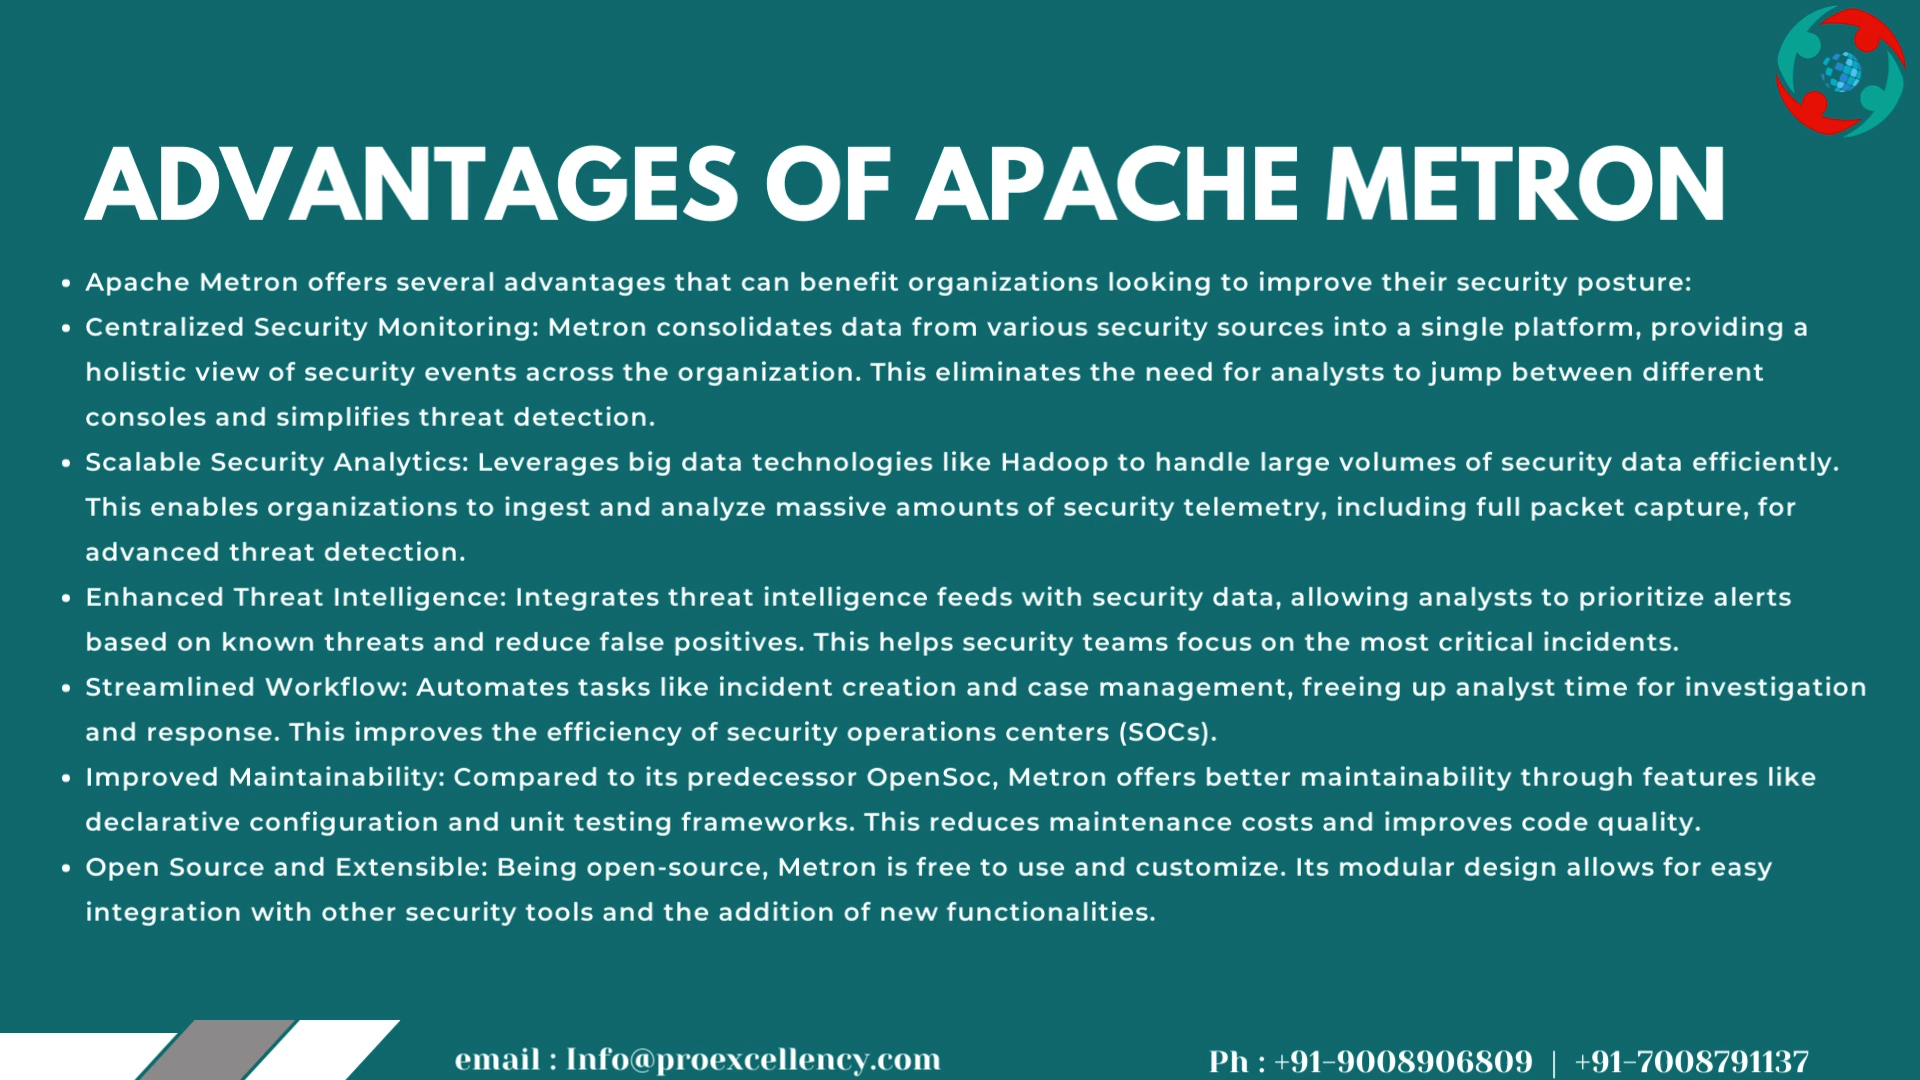 ADVANTAGES OF APACHE METRON
• Apache Metron offers several advantages that can benefit organizations looking to improve their security posture:
• Centralized Security Monitoring: Metron consolidates data from various security sources into a single platform, providing a
holistic view of security events across the organization. This eliminates the need for analysts to jump between different
consoles and simplifies threat detection.
• Scalable Security Analytics: Leverages big data technologies like Hadoop to handle large volumes of security data efficiently.
This enables organizations to ingest and analyze massive amounts of security telemetry, including full packet capture, for
advanced threat detection.
• Enhanced Threat Intelligence: Integrates threat intelligence feeds with security data, allowing analysts to prioritize alerts
based on known threats and reduce false positives. This helps security teams focus on the most critical incidents.
• Streamlined Workflow: Automates tasks like incident creation and case management, freeing up analyst time for investigation
and response. This improves the efficiency of security operations centers (SOCs).
• Improved Maintainability: Compared to its predecessor OpenSoc, Metron offers better maintainability through features like
declarative configuration and unit testing frameworks. This reduces maintenance costs and improves code quality.
• Open Source and Extensible: Being open-source, Metron is free to use and customize. Its modular design allows for easy
integration with other security tools and the addition of new functionalities.
email : Info@proexcellency.com
Ph : +91-9008906809 | +91-7008791137